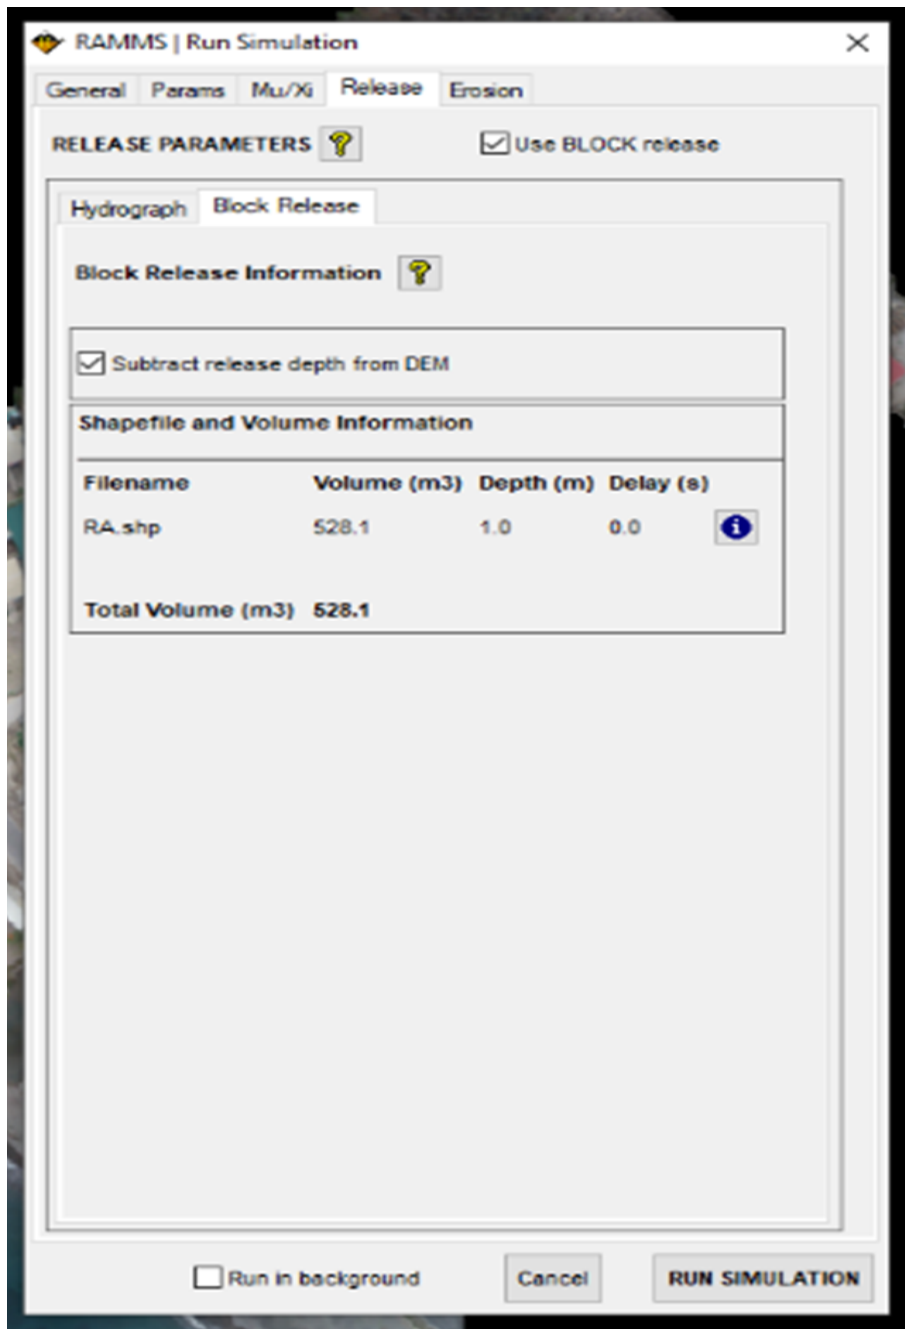 RAMMS | Run Simulation
General Params Mu/Xi Release Erosion
RELEASE PARAMETERS ? Use BLOCK release
Hydrograph Block Release
Block Release Information ?
Subtract release depth from DEM
Shapefile and Volume Information
Filename Volume (m3) Depth (m) Delay (s)
RA.shp 528.1 1.0 0.0 i
Total Volume (m3) 528.1
Run in background Cancel RUN SIMULATION